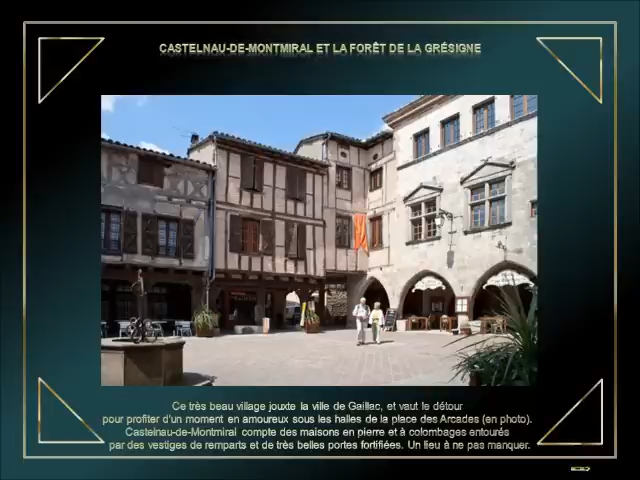 CASTELNAU-DE-MONTMIRAL ET LA FORÊT DE LA GRÉSIGNE
Ce très beau village jouxte la ville de Gaillac, et vaut le détour
pour profiter d'un moment en amoureux sous les halles de la place des Arcades (en photo).
Castelnau-de-Montmiral compte des maisons en pierre et à colombages entourés
par des vestiges de remparts et de très belles portes fortifiées. Un lieu à ne pas manquer.